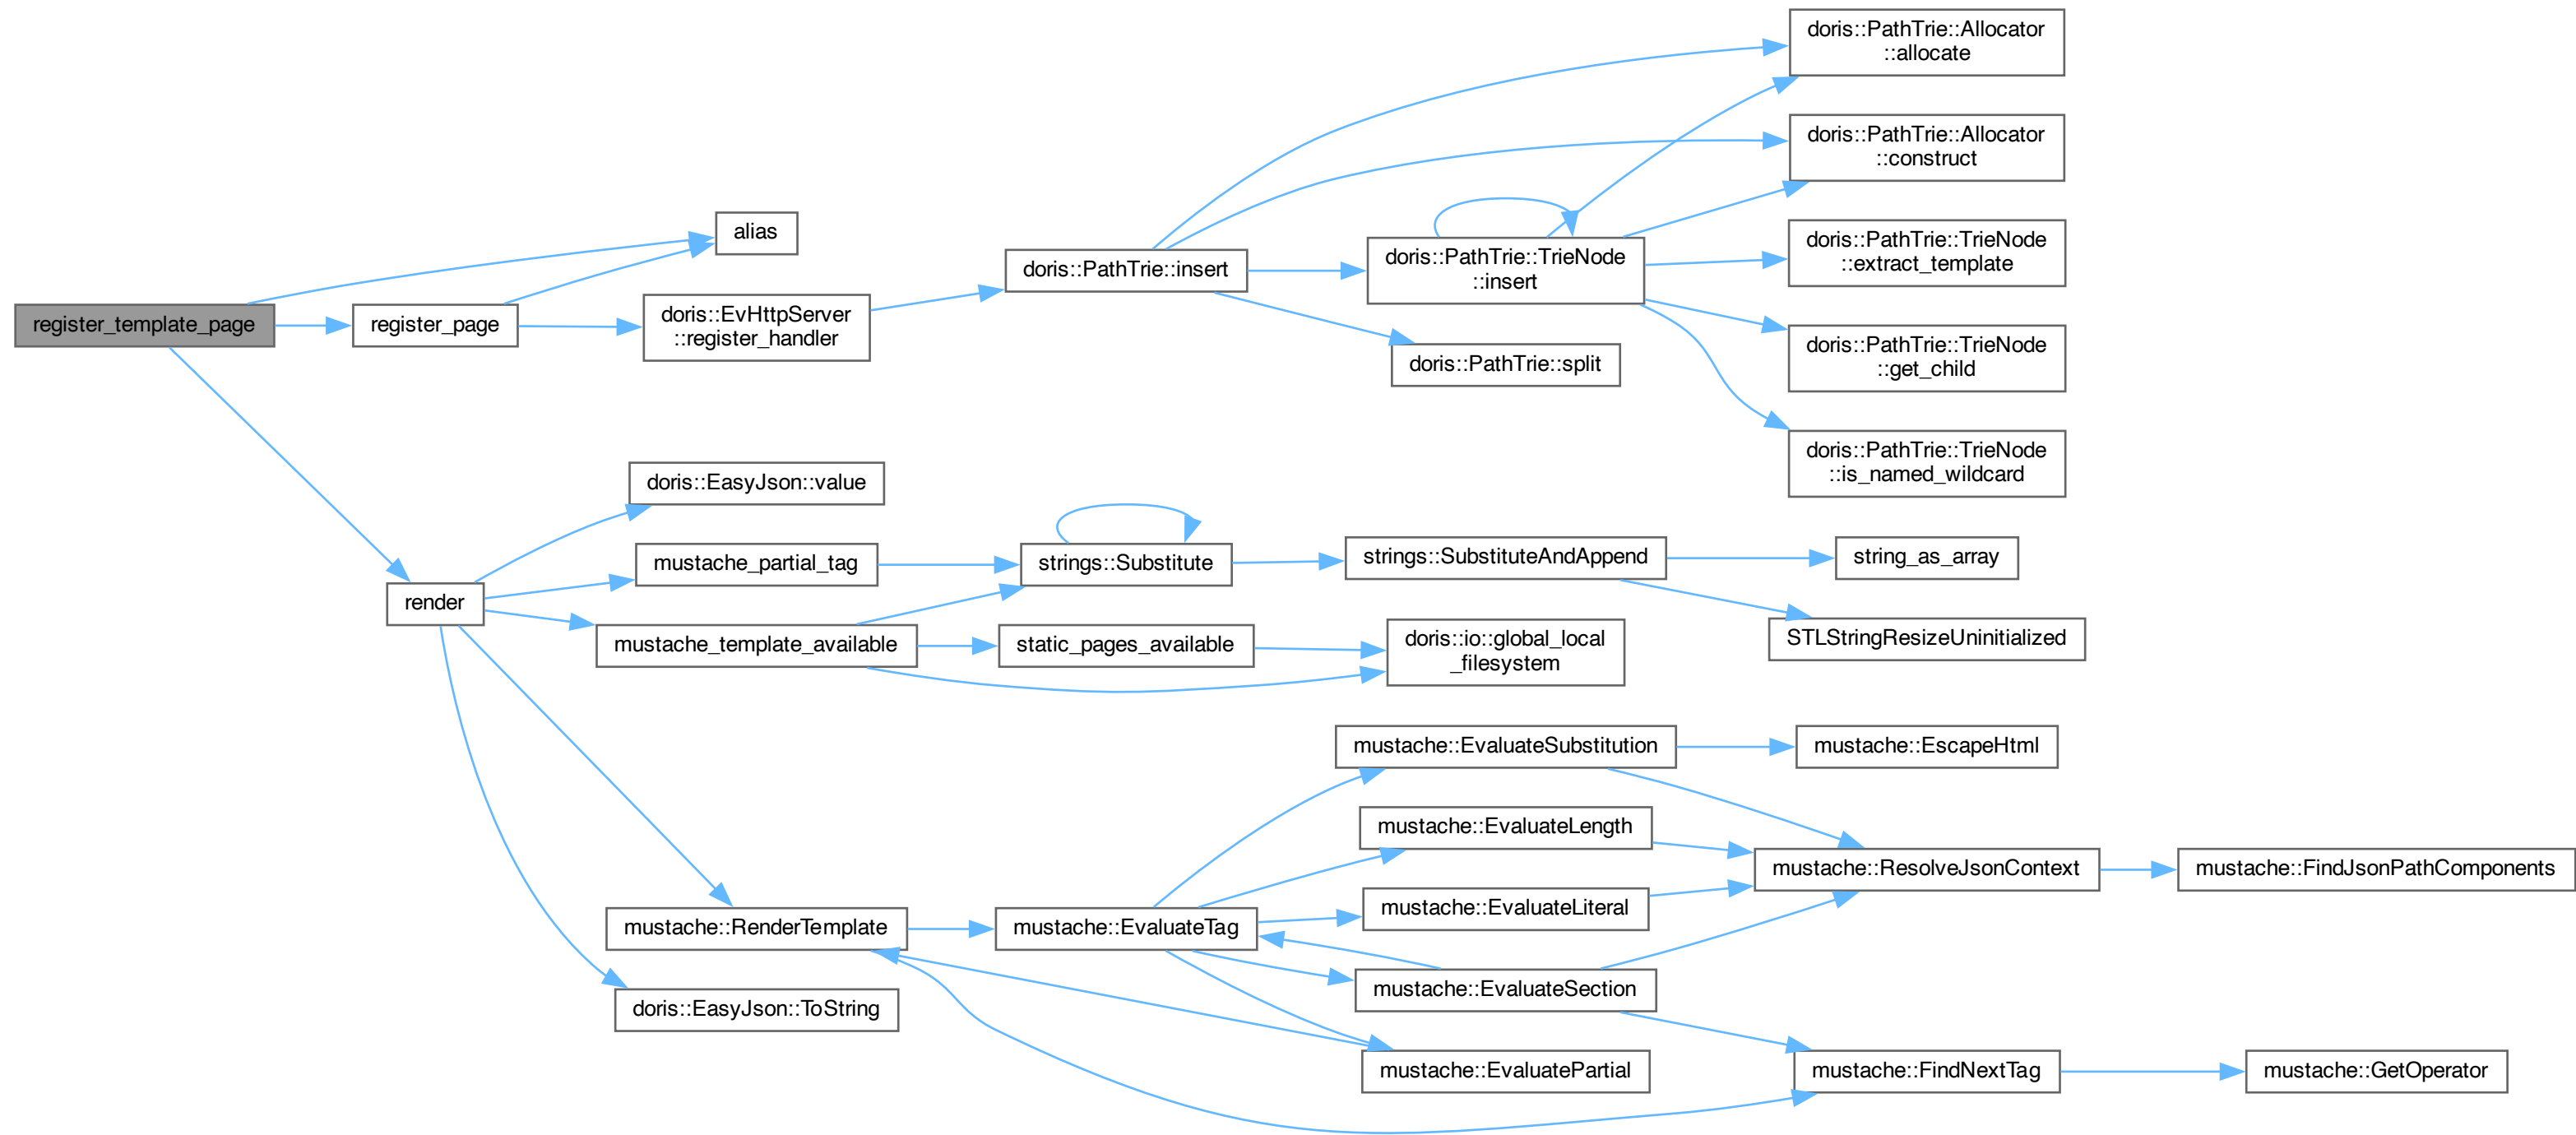 register_template_page
alias
register_page
doris::EvHttpServer
::register_handler
doris::PathTrie::insert
doris::PathTrie::TrieNode
::insert
doris::PathTrie::Allocator
::allocate
doris::PathTrie::Allocator
::construct
doris::PathTrie::TrieNode
::extract_template
doris::PathTrie::TrieNode
::get_child
doris::PathTrie::TrieNode
::is_named_wildcard
doris::PathTrie::split
render
doris::EasyJson::value
mustache_partial_tag
strings::Substitute
strings::SubstituteAndAppend
string_as_array
STLStringResizeUninitialized
mustache_template_available
static_pages_available
doris::io::global_local
_filesystem
mustache::RenderTemplate
mustache::EvaluateTag
mustache::EvaluateSubstitution
mustache::EscapeHtml
mustache::EvaluateLength
mustache::ResolveJsonContext
mustache::FindJsonPathComponents
mustache::EvaluateLiteral
mustache::EvaluateSection
mustache::EvaluatePartial
mustache::FindNextTag
mustache::GetOperator
doris::EasyJson::ToString